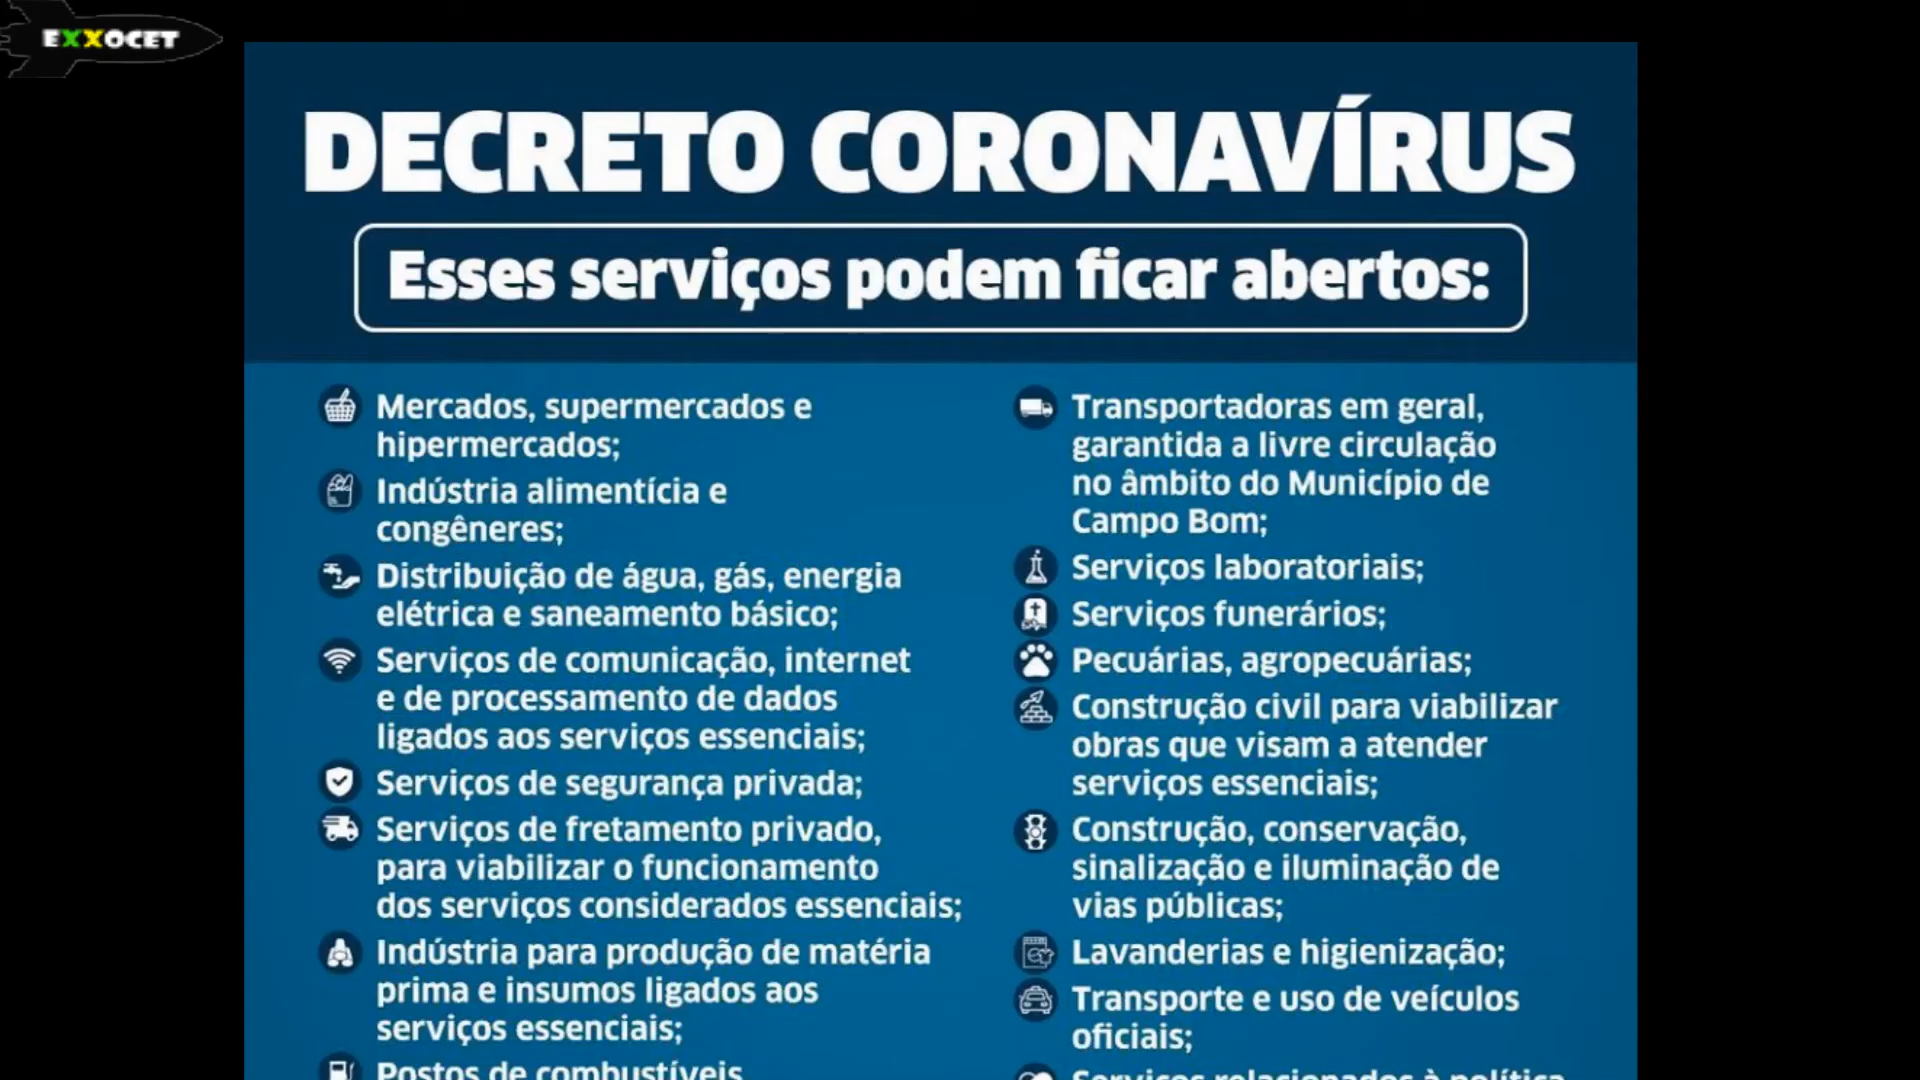 EXXOCET
DECRETO CORONAVÍRUS
Esses serviços podem ficar abertos:
Mercados, supermercados e
hipermercados;
Indústria alimentícia e
congêneres;
Distribuição de água, gás, energia
elétrica e saneamento básico;
Serviços de comunicação, internet
e de processamento de dados
ligados aos serviços essenciais;
Serviços de segurança privada;
Serviços de fretamento privado,
para viabilizar o funcionamento
dos serviços considerados essenciais;
Indústria para produção de matéria
prima e insumos ligados aos
serviços essenciais;
Postos de combustíveis
Transportadoras em geral,
garantida a livre circulação
no âmbito do Município de
Campo Bom;
Serviços laboratoriais;
Serviços funerários;
Pecuárias, agropecuárias;
Construção civil para viabilizar
obras que visam a atender
serviços essenciais;
Construção, conservação,
sinalização e iluminação de
vias públicas;
Lavanderias e higienização;
Transporte e uso de veículos
oficiais;
Serviços relacionados à política